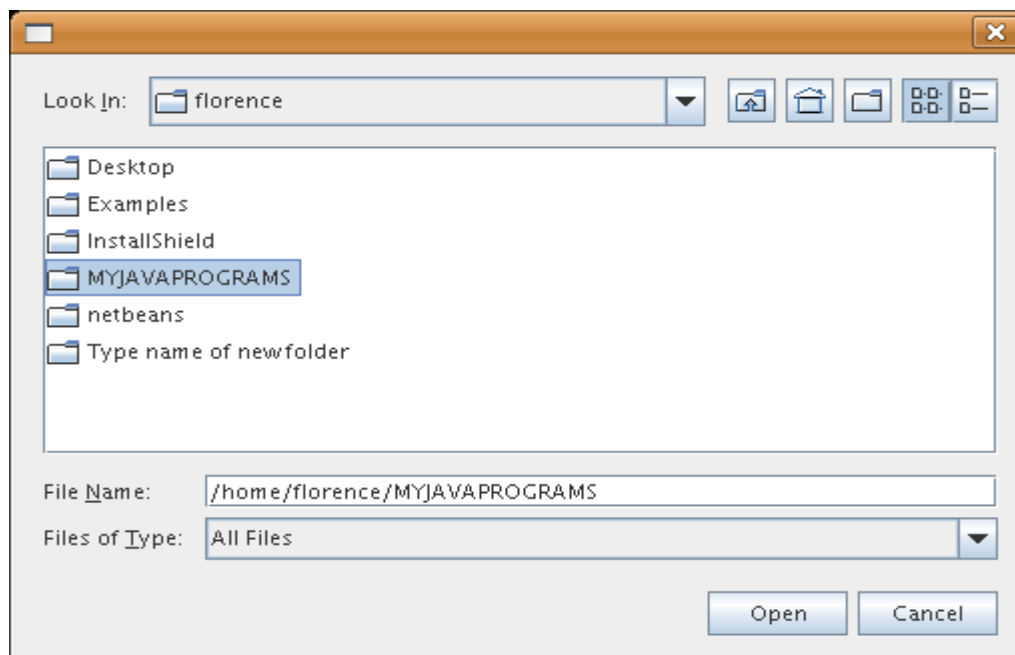 Look In: florence
Desktop
Examples
InstallShield
MYJAVAPROGRAMS
netbeans
Type name of newfolder
File Name: /home/florence/MYJAVAPROGRAMS
Files of Type: All Files
Open Cancel